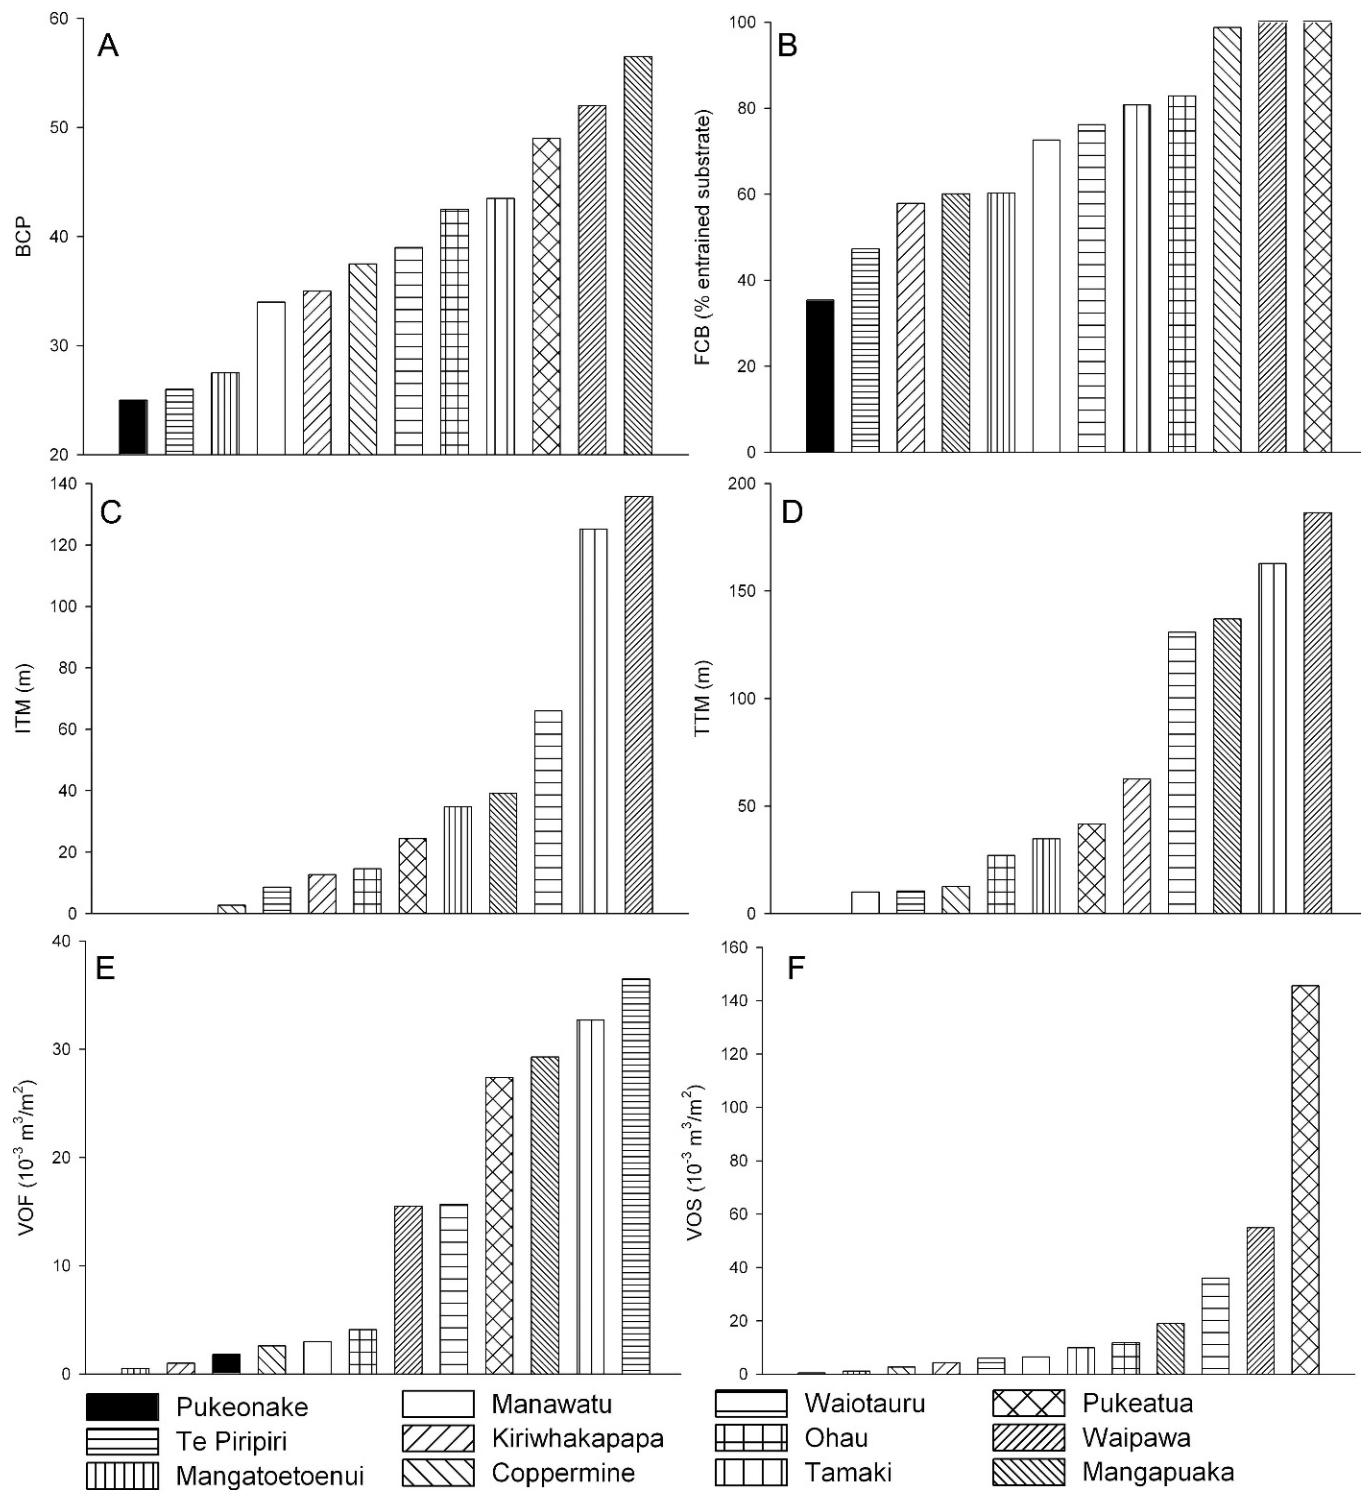 A
BCP
60
50
40
30
20
B
FCB (% entrained substrate)
100
80
60
40
20
0
C
ITM (m)
140
120
100
80
60
40
20
0
D
TTM (m)
200
150
100
50
0
E
VOF (10⁻³ m³/m²)
40
30
20
10
0
F
VOS (10⁻³ m³/m²)
160
140
120
100
80
60
40
20
0
Pukeonake
Manawatu
Waiotauru
Pukeatua
Te Piripiri
Kiriwhakapapa
Ohau
Waipawa
Mangatoetoenui
Coppermine
Tamaki
Mangapuaka